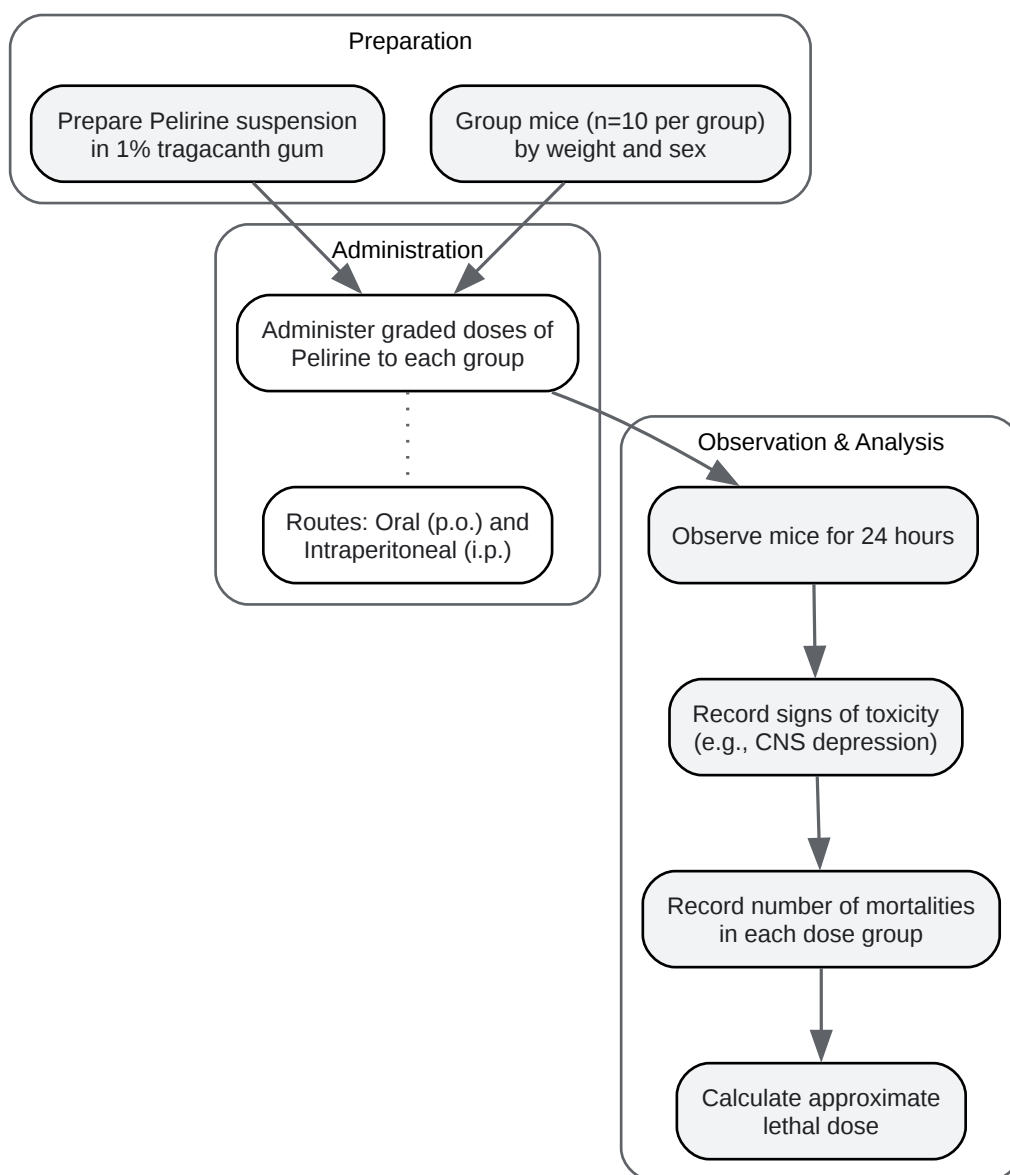 Preparation
Prepare Pelirine suspension
in 1% tragacanth gum
Group mice (n=10 per group)
by weight and sex
Administration
Administer graded doses of
Pelirine to each group
Routes: Oral (p.o.) and
Intraperitoneal (i.p.)
Observation & Analysis
Observe mice for 24 hours
Record signs of toxicity
(e.g., CNS depression)
Record number of mortalities
in each dose group
Calculate approximate
lethal dose